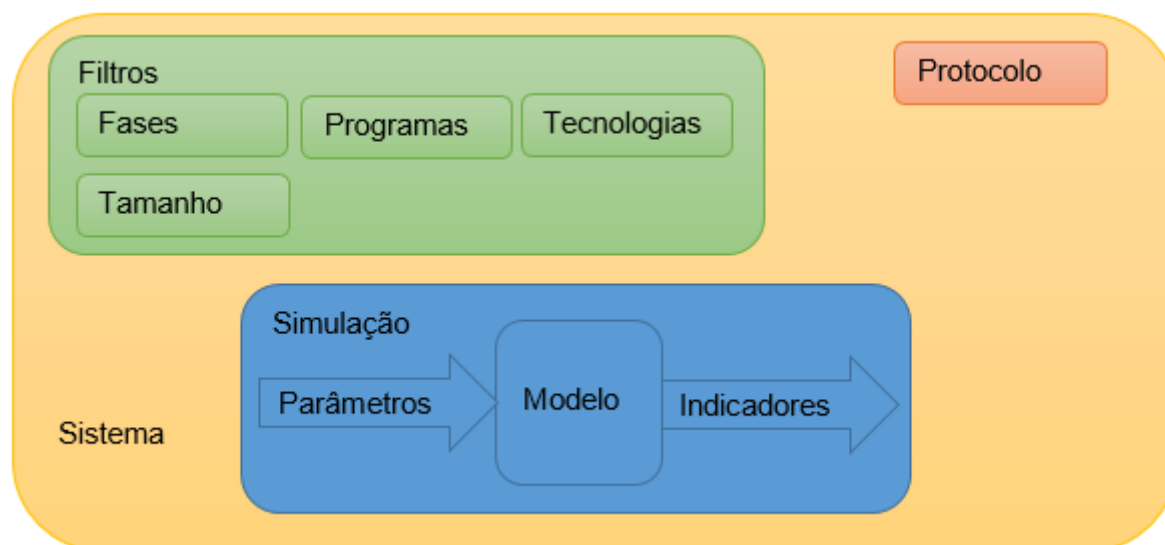 Filtros
Protocolo
Fases
Programas
Tecnologias
Tamanho
Simulação
Parâmetros
Modelo
Indicadores
Sistema